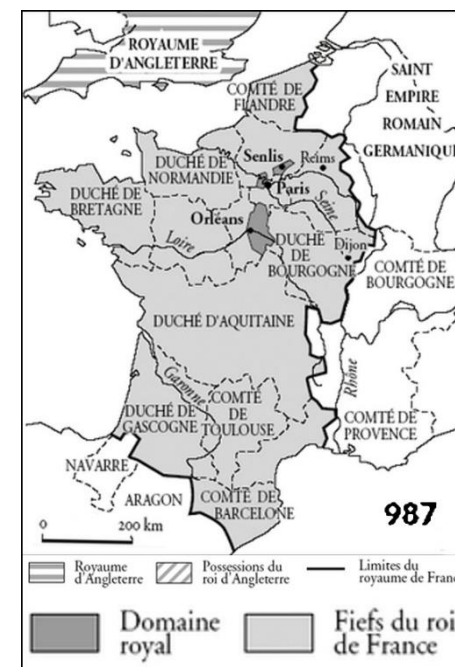 ROYAUME
D'ANGLETERRE
COMTÉ DE
FLANDRE
SAINT
EMPIRE
ROMAIN
GERMANIQUE
Senlis
Reims
DUCHÉ DE
NORMANDIE
Paris
DUCHÉ DE
BRETAGNE
Seine
Orléans
Loire
DUCHÉ
DE
BOURGOGNE
Dijon
COMTÉ DE
BOURGOGNE
DUCHÉ D'AQUITAINE
Garonne
COMTÉ
DE
TOULOUSE
Rhône
DUCHÉ DE
GASCOGNE
COMTÉ DE
PROVENCE
NAVARRE
ARAGON
COMTÉ DE
BARCELONE
987
0 200 km
Royaume
d'Angleterre
Possessions du
roi d'Angleterre
Limites du
royaume de Franc
Domaine
royal
Fiefs du roi
de France